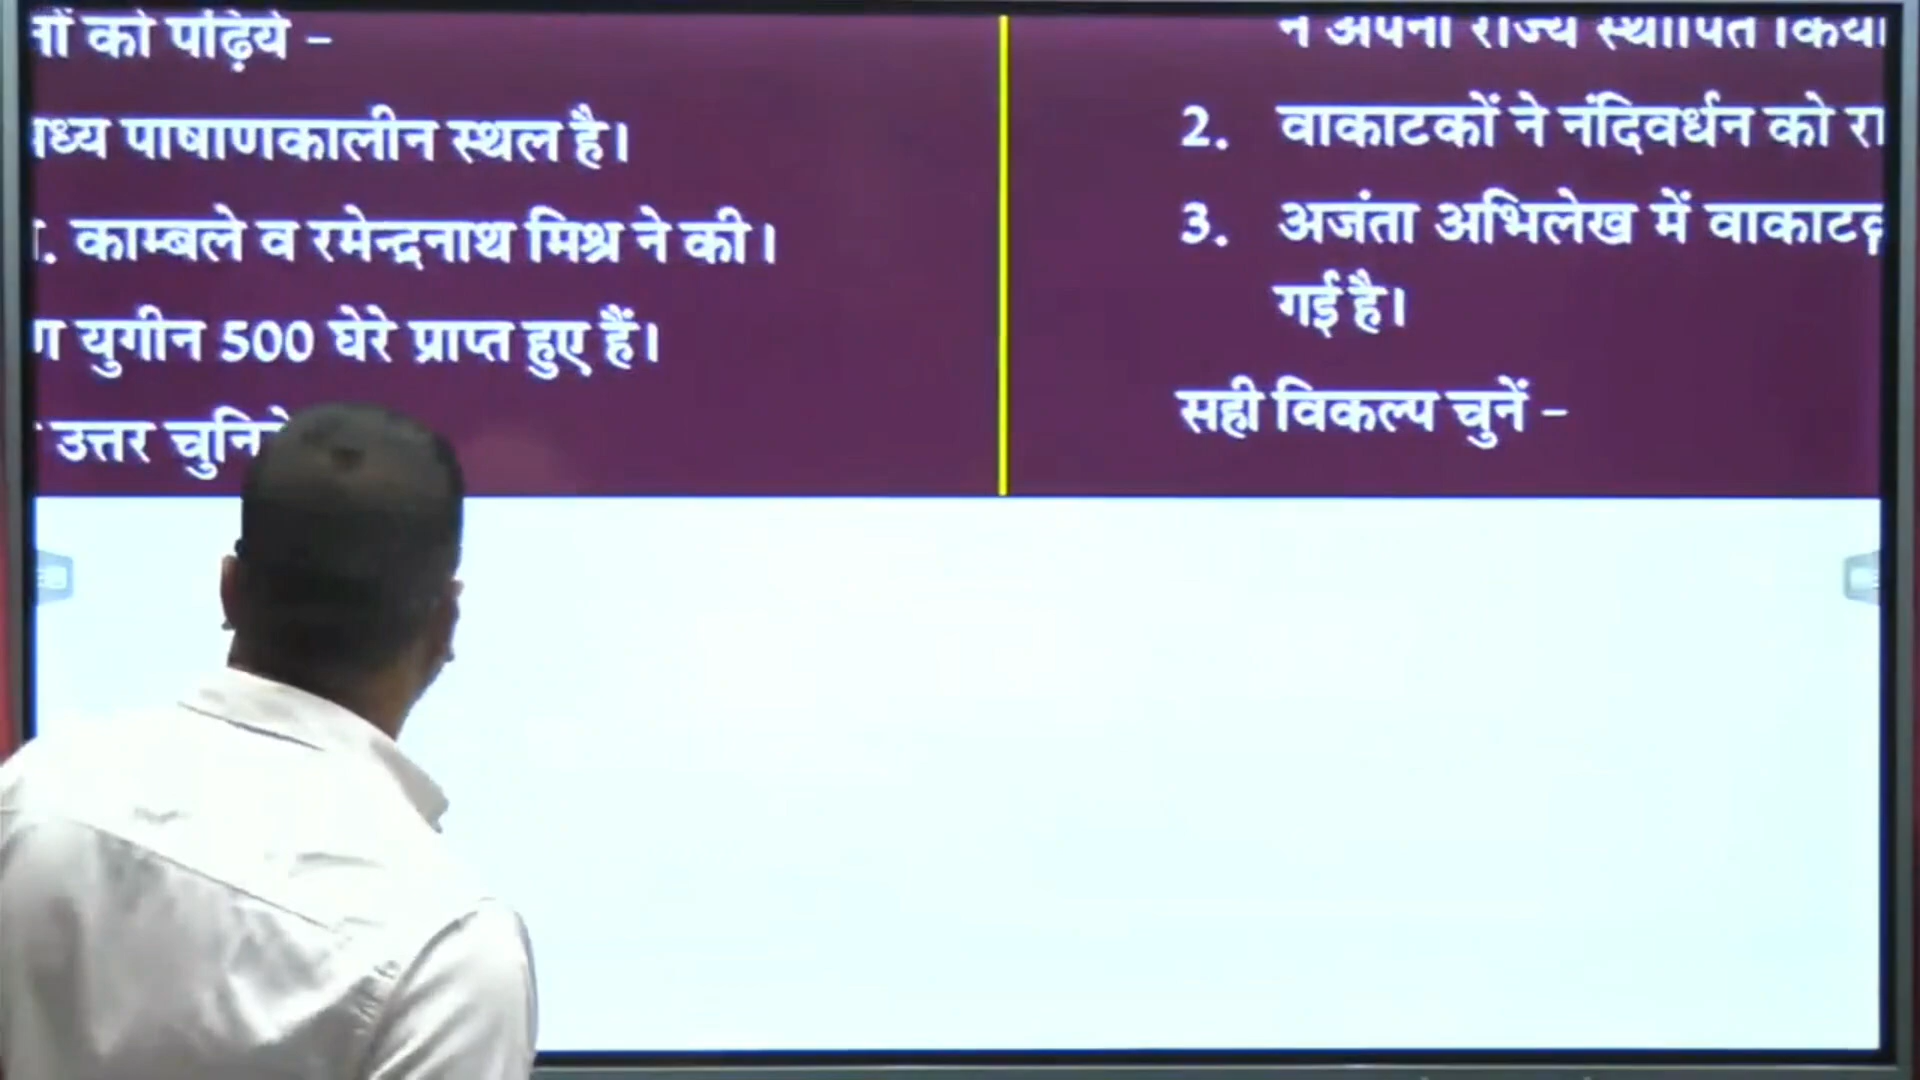 को पढ़िये –
पाषाणकालीन स्थल है।
काम्बले व रमेन्द्रनाथ मिश्र ने की।
युगीन 500 घेरे प्राप्त हुए हैं।
उत्तर
ने अपना राज्य स्थापित किया
2. वाकाटकों ने नंदिवर्धन को
3. अजंता अभिलेख में
गई है।
सही विकल्प चुनें –